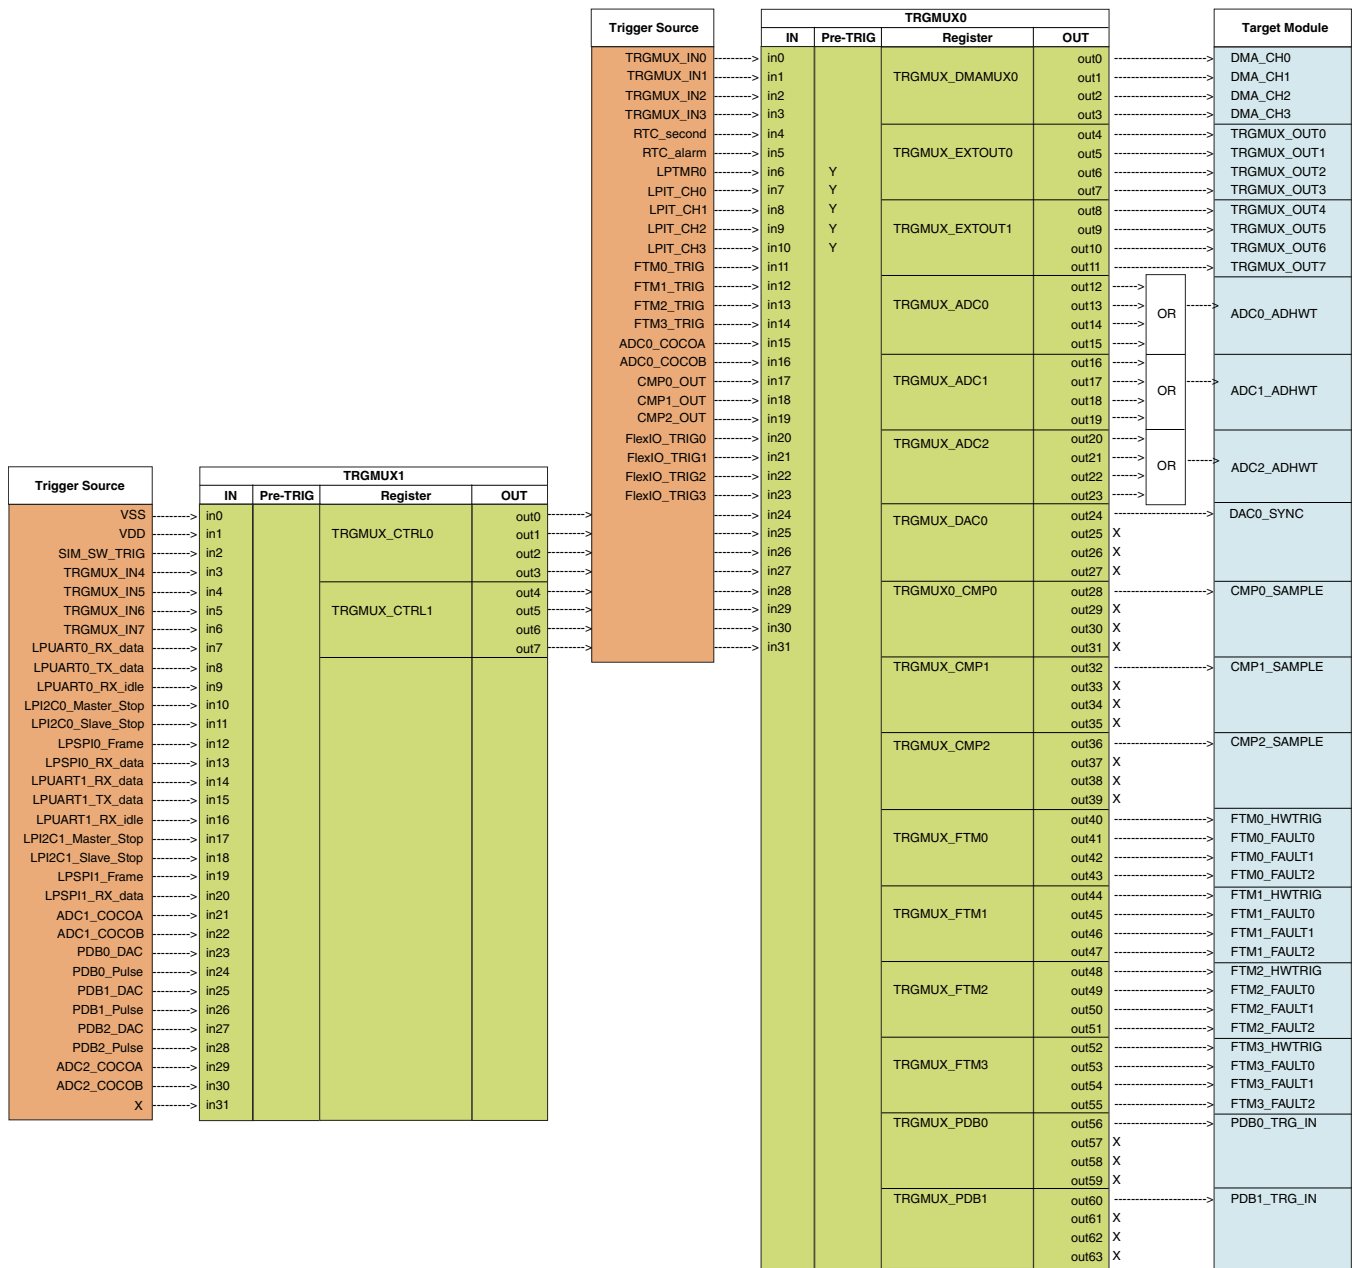 Trigger Source TRGMUX0 Target Module
IN Pre-TRIG Register OUT
TRGMUX_IN0 --------> in0 out0 --------> DMA_CH0
TRGMUX_IN1 --------> in1 TRGMUX_DMAMUX0 out1 --------> DMA_CH1
TRGMUX_IN2 --------> in2 out2 --------> DMA_CH2
TRGMUX_IN3 --------> in3 out3 --------> DMA_CH3
RTC_second --------> in4 out4 --------> TRGMUX_OUT0
RTC_alarm --------> in5 TRGMUX_EXTOUT0 out5 --------> TRGMUX_OUT1
LPTMR0 --------> in6 Y out6 --------> TRGMUX_OUT2
LPIT_CH0 --------> in7 Y out7 --------> TRGMUX_OUT3
LPIT_CH1 --------> in8 Y out8 --------> TRGMUX_OUT4
LPIT_CH2 --------> in9 Y TRGMUX_EXTOUT1 out9 --------> TRGMUX_OUT5
LPIT_CH3 --------> in10 Y out10 --------> TRGMUX_OUT6
FTM0_TRIG --------> in11 out11 --------> TRGMUX_OUT7
FTM1_TRIG --------> in12 out12 ----->
FTM2_TRIG --------> in13 TRGMUX_ADC0 out13 -----> OR -----> ADC0_ADHWT
FTM3_TRIG --------> in14 out14 ----->
ADC0_COCOA --------> in15 out15 ----->
ADC0_COCOB --------> in16 out16 ----->
CMP0_OUT --------> in17 TRGMUX_ADC1 out17 -----> OR -----> ADC1_ADHWT
CMP1_OUT --------> in18 out18 ----->
CMP2_OUT --------> in19 out19 ----->
FlexIO_TRIG0 --------> in20 TRGMUX_ADC2 out20 ----->
FlexIO_TRIG1 --------> in21 out21 -----> OR -----> ADC2_ADHWT
FlexIO_TRIG2 --------> in22 out22 ----->
FlexIO_TRIG3 --------> in23 out23 ----->
--------> in24 TRGMUX_DAC0 out24 --------> DAC0_SYNC
--------> in25 out25 X
--------> in26 out26 X
--------> in27 out27 X
--------> in28 TRGMUX0_CMP0 out28 --------> CMP0_SAMPLE
--------> in29 out29 X
--------> in30 out30 X
--------> in31 out31 X
TRGMUX_CMP1 out32 --------> CMP1_SAMPLE
out33 X
out34 X
out35 X
TRGMUX_CMP2 out36 --------> CMP2_SAMPLE
out37 X
out38 X
out39 X
out40 --------> FTM0_HWTRIG
TRGMUX_FTM0 out41 --------> FTM0_FAULT0
out42 --------> FTM0_FAULT1
out43 --------> FTM0_FAULT2
out44 --------> FTM1_HWTRIG
TRGMUX_FTM1 out45 --------> FTM1_FAULT0
out46 --------> FTM1_FAULT1
out47 --------> FTM1_FAULT2
out48 --------> FTM2_HWTRIG
TRGMUX_FTM2 out49 --------> FTM2_FAULT0
out50 --------> FTM2_FAULT1
out51 --------> FTM2_FAULT2
out52 --------> FTM3_HWTRIG
TRGMUX_FTM3 out53 --------> FTM3_FAULT0
out54 --------> FTM3_FAULT1
out55 --------> FTM3_FAULT2
TRGMUX_PDB0 out56 --------> PDB0_TRG_IN
out57 X
out58 X
out59 X
TRGMUX_PDB1 out60 --------> PDB1_TRG_IN
out61 X
out62 X
out63 X
Trigger Source TRGMUX1
IN Pre-TRIG Register OUT
VSS --------> in0 out0 -------->
VDD --------> in1 TRGMUX_CTRL0 out1 -------->
SIM_SW_TRIG --------> in2 out2 -------->
TRGMUX_IN4 --------> in3 out3 -------->
TRGMUX_IN5 --------> in4 out4 -------->
TRGMUX_IN6 --------> in5 TRGMUX_CTRL1 out5 -------->
TRGMUX_IN7 --------> in6 out6 -------->
LPUART0_RX_data --------> in7 out7 -------->
LPUART0_TX_data --------> in8
LPUART0_RX_idle --------> in9
LPI2C0_Master_Stop --------> in10
LPI2C0_Slave_Stop --------> in11
LPSPI0_Frame --------> in12
LPSPI0_RX_data --------> in13
LPUART1_RX_data --------> in14
LPUART1_TX_data --------> in15
LPUART1_RX_idle --------> in16
LPI2C1_Master_Stop --------> in17
LPI2C1_Slave_Stop --------> in18
LPSPI1_Frame --------> in19
LPSPI1_RX_data --------> in20
ADC1_COCOA --------> in21
ADC1_COCOB --------> in22
PDB0_DAC --------> in23
PDB0_Pulse --------> in24
PDB1_DAC --------> in25
PDB1_Pulse --------> in26
PDB2_DAC --------> in27
PDB2_Pulse --------> in28
ADC2_COCOA --------> in29
ADC2_COCOB --------> in30
X --------> in31